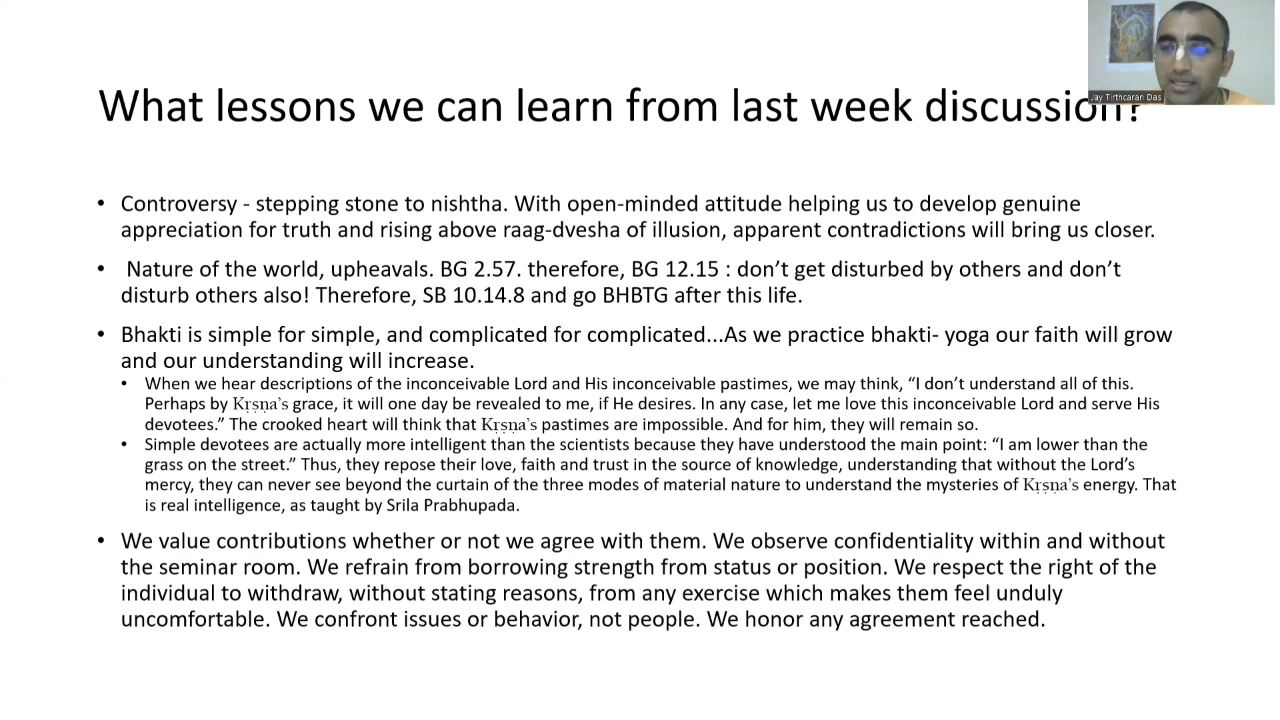 What lessons we can learn from last week discussion?
Jay Tirthcaran Das
• Controversy - stepping stone to nishtha. With open-minded attitude helping us to develop genuine
appreciation for truth and rising above raag-dvesha of illusion, apparent contradictions will bring us closer.
• Nature of the world, upheavals. BG 2.57. therefore, BG 12.15 : don’t get disturbed by others and don’t
disturb others also! Therefore, SB 10.14.8 and go BHBTG after this life.
• Bhakti is simple for simple, and complicated for complicated...As we practice bhakti- yoga our faith will grow
and our understanding will increase.
• When we hear descriptions of the inconceivable Lord and His inconceivable pastimes, we may think, “I don’t understand all of this.
Perhaps by Kṛṣṇa’s grace, it will one day be revealed to me, if He desires. In any case, let me love this inconceivable Lord and serve His
devotees.” The crooked heart will think that Kṛṣṇa’s pastimes are impossible. And for him, they will remain so.
• Simple devotees are actually more intelligent than the scientists because they have understood the main point: “I am lower than the
grass on the street.” Thus, they repose their love, faith and trust in the source of knowledge, understanding that without the Lord’s
mercy, they can never see beyond the curtain of the three modes of material nature to understand the mysteries of Kṛṣṇa’s energy. That
is real intelligence, as taught by Srila Prabhupada.
• We value contributions whether or not we agree with them. We observe confidentiality within and without
the seminar room. We refrain from borrowing strength from status or position. We respect the right of the
individual to withdraw, without stating reasons, from any exercise which makes them feel unduly
uncomfortable. We confront issues or behavior, not people. We honor any agreement reached.